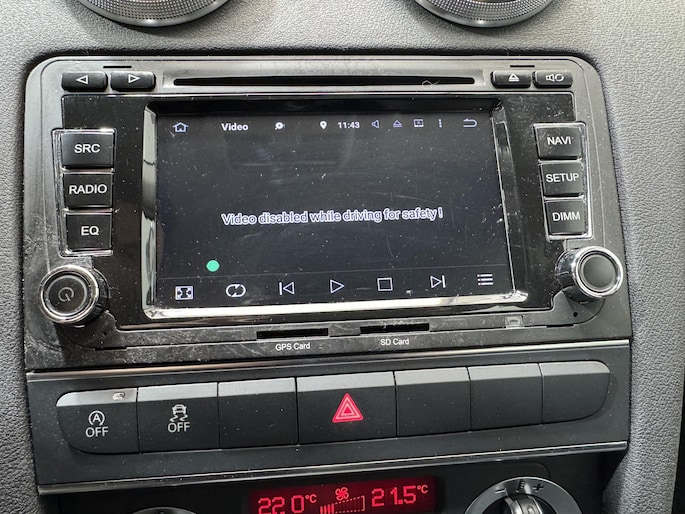 Video 11:43
SRC
NAVI
RADIO
SETUP
EQ
DIMM
Video disabled while driving for safety !
GPS Card SD Card
A OFF
OFF
22.0°C 21.5°C